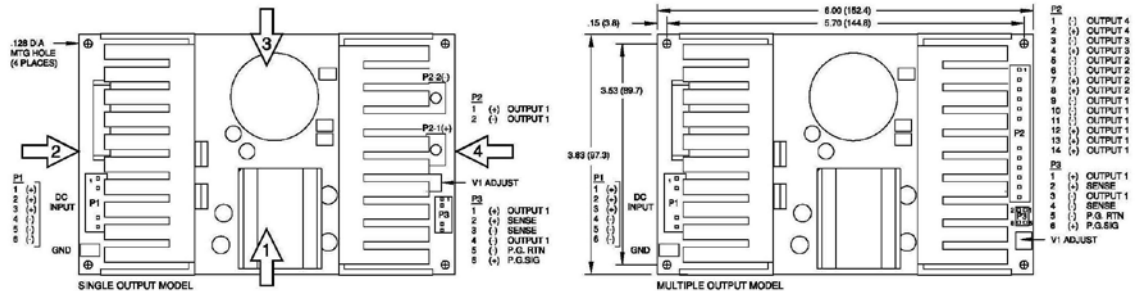 .128 DIA
MTG HOLE
(4 PLACES)
3
P2-2(-)
P2-1(+)
2
4
P2
1 (+) OUTPUT 1
2 (-) OUTPUT 1
V1 ADJUST
P1
1 (+)
2 (+)
3 (+)
4 (-)
5 (-)
6 (-)
DC
INPUT
1
P1
GND
1
P3
P3
1 (+) OUTPUT 1
2 (+) SENSE
3 (-) SENSE
4 (-) OUTPUT 1
5 (-) P.G. RTN
6 (+) P.G.SIG
SINGLE OUTPUT MODEL
6.00 (152.4)
.15 (3.8)
5.70 (144.8)
3.53 (89.7)
3.83 (97.3)
P1
1 (+)
2 (+)
3 (+)
4 (-)
5 (-)
6 (-)
DC
INPUT
1
P1
GND
1
P2
P3
P2
1 (-) OUTPUT 4
2 (+) OUTPUT 4
3 (-) OUTPUT 3
4 (+) OUTPUT 3
5 (-) OUTPUT 2
6 (-) OUTPUT 2
7 (+) OUTPUT 2
8 (+) OUTPUT 2
9 (-) OUTPUT 1
10 (-) OUTPUT 1
11 (-) OUTPUT 1
12 (+) OUTPUT 1
13 (+) OUTPUT 1
14 (+) OUTPUT 1
P3
1 (+) OUTPUT 1
2 (+) SENSE
3 (-) OUTPUT 1
4 (-) SENSE
5 (-) P.G. RTN
6 (+) P.G.SIG
V1 ADJUST
MULTIPLE OUTPUT MODEL